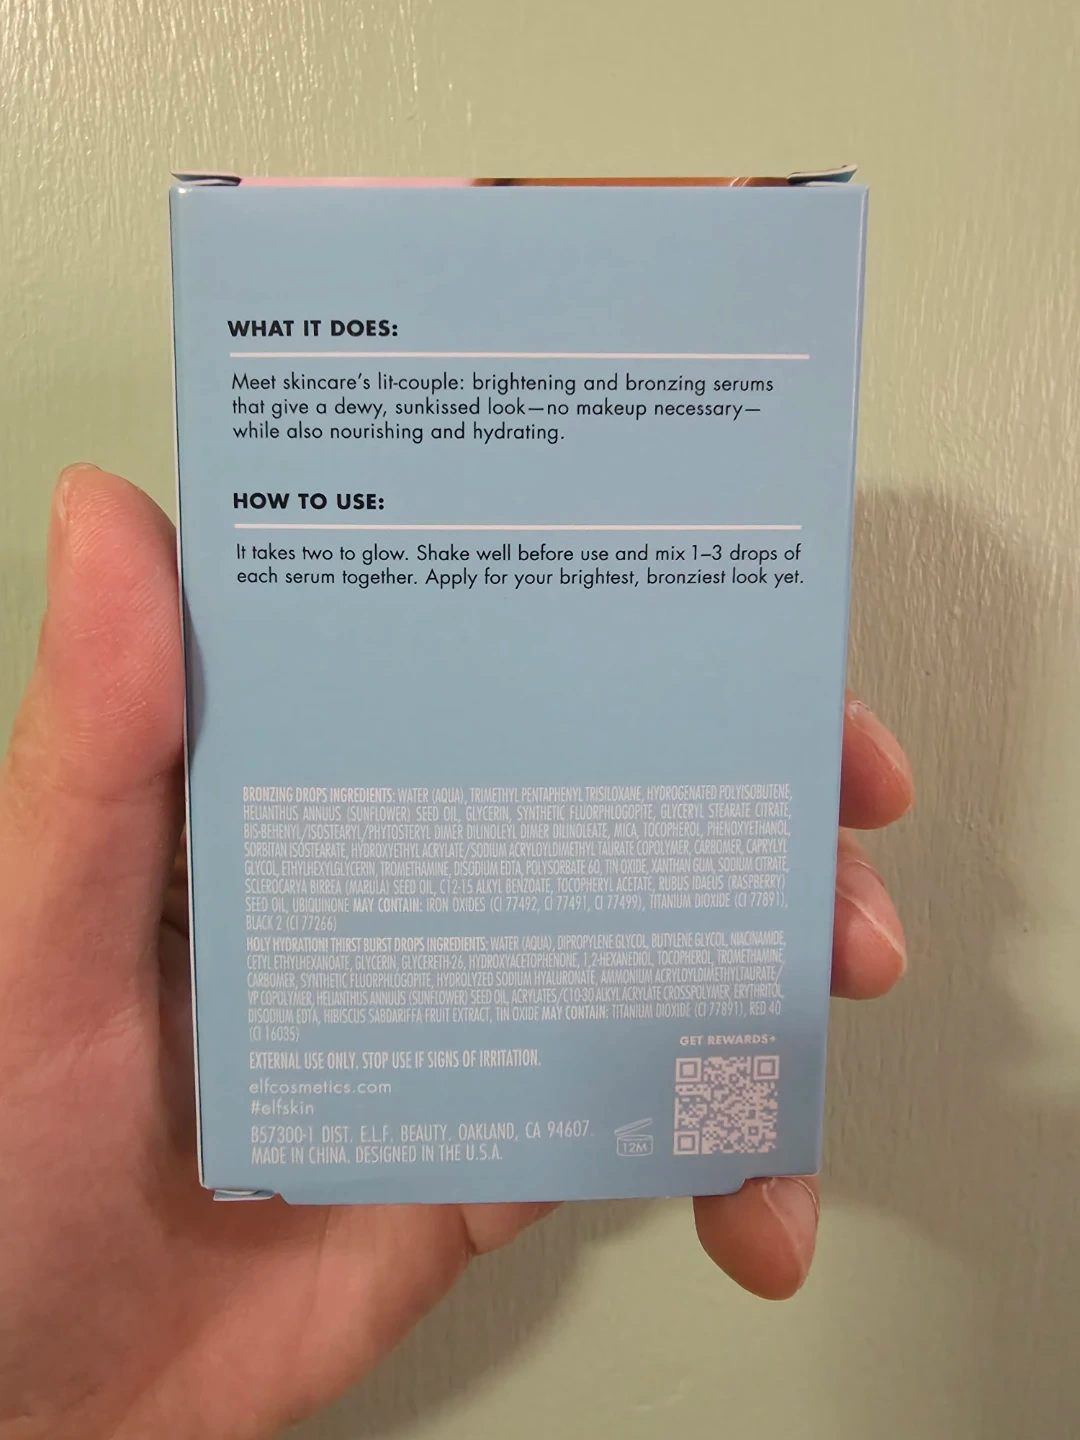 WHAT IT DOES:
Meet skincare's lit-couple: brightening and bronzing serums
that give a dewy, sunkissed look—no makeup necessary—
while also nourishing and hydrating.
HOW TO USE:
It takes two to glow. Shake well before use and mix 1–3 drops of
each serum together. Apply for your brightest, bronziest look yet.
BRONZING DROPS INGREDIENTS: WATER (AQUA), TRIMETHYL PENTAPHENYL TRISILOXANE, HYDROGENATED POLYISOBUTENE,
HELIANTHUS ANNUUS (SUNFLOWER) SEED OIL, GLYCERIN, SYNTHETIC FLUORPHLOGOPITE, GLYCERYL STEARATE CITRATE,
BIS-BEHENYL/ISOSTEARYL/PHYTOSTERYL DIMER DILINOLEYL DIMER DILINOLEATE, MICA, TOCOPHEROL, PHENOXYETHANOL,
SORBITAN ISOSTEARATE, HYDROXYETHYL ACRYLATE/SODIUM ACRYLOYLDIMETHYL TAURATE COPOLYMER, CARBOMER, CAPRYLYL
GLYCOL, ETHYLHEXYLGLYCERIN, TROMETHAMINE, DISODIUM EDTA, POLYSORBATE 60, TIN OXIDE, XANTHAN GUM, SODIUM CITRATE,
SCLEROCARYA BIRREA (MARULA) SEED OIL, C12-15 ALKYL BENZOATE, TOCOPHERYL ACETATE, RUBUS IDAEUS (RASPBERRY)
SEED OIL, UBIQUINONE MAY CONTAIN: IRON OXIDES (CI 77492, CI 77491, CI 77499), TITANIUM DIOXIDE (CI 77891),
BLACK 2 (CI 77266)
HOLY HYDRATION! THIRST BURST DROPS INGREDIENTS: WATER (AQUA), DIPROPYLENE GLYCOL, BUTYLENE GLYCOL, NIACINAMIDE,
CETYL ETHYLHEXANOATE, GLYCERIN, GLYCERETH-26, HYDROXYACETOPHENONE, 1,2-HEXANEDIOL, TOCOPHEROL, TROMETHAMINE,
CARBOMER, SYNTHETIC FLUORPHLOGOPITE, HYDROLYZED SODIUM HYALURONATE, AMMONIUM ACRYLOYLDIMETHYLTAURATE/
VP COPOLYMER, HELIANTHUS ANNUUS (SUNFLOWER) SEED OIL, ACRYLATES/C10-30 ALKYL ACRYLATE CROSSPOLYMER, ERYTHRITOL,
DISODIUM EDTA, HIBISCUS SABDARIFFA FRUIT EXTRACT, TIN OXIDE MAY CONTAIN: TITANIUM DIOXIDE (CI 77891), RED 40
(CI 16035)
EXTERNAL USE ONLY. STOP USE IF SIGNS OF IRRITATION.
GET REWARDS+
elfcosmetics.com
#elfskin
B57300-1 DIST. E.L.F. BEAUTY, OAKLAND, CA 94607.
MADE IN CHINA. DESIGNED IN THE U.S.A.
12M